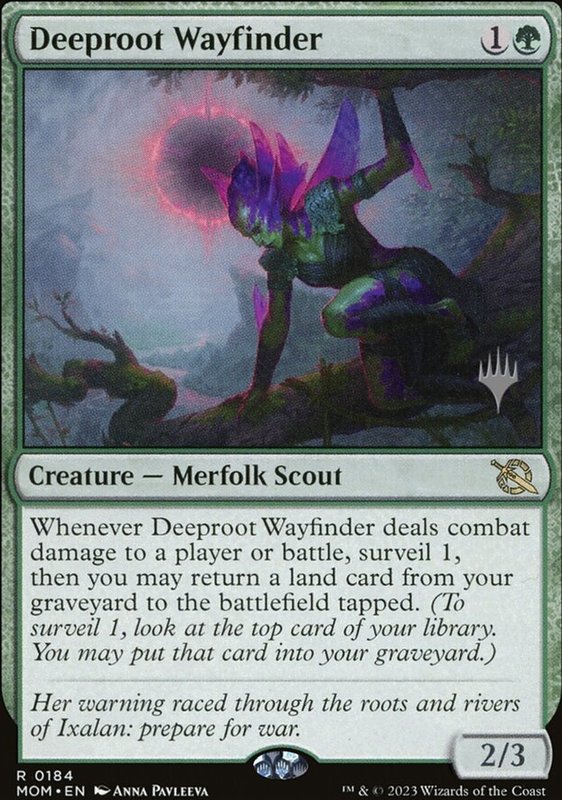 Deeproot Wayfinder
1
Creature — Merfolk Scout
Whenever Deeproot Wayfinder deals combat
damage to a player or battle, surveil 1,
then you may return a land card from your
graveyard to the battlefield tapped. (To
surveil 1, look at the top card of your library.
You may put that card into your graveyard.)
Her warning raced through the roots and rivers
of Ixalan: prepare for war.
2/3
R 0184
MOM • EN Anna Pavleeva
™ & © 2023 Wizards of the Coast